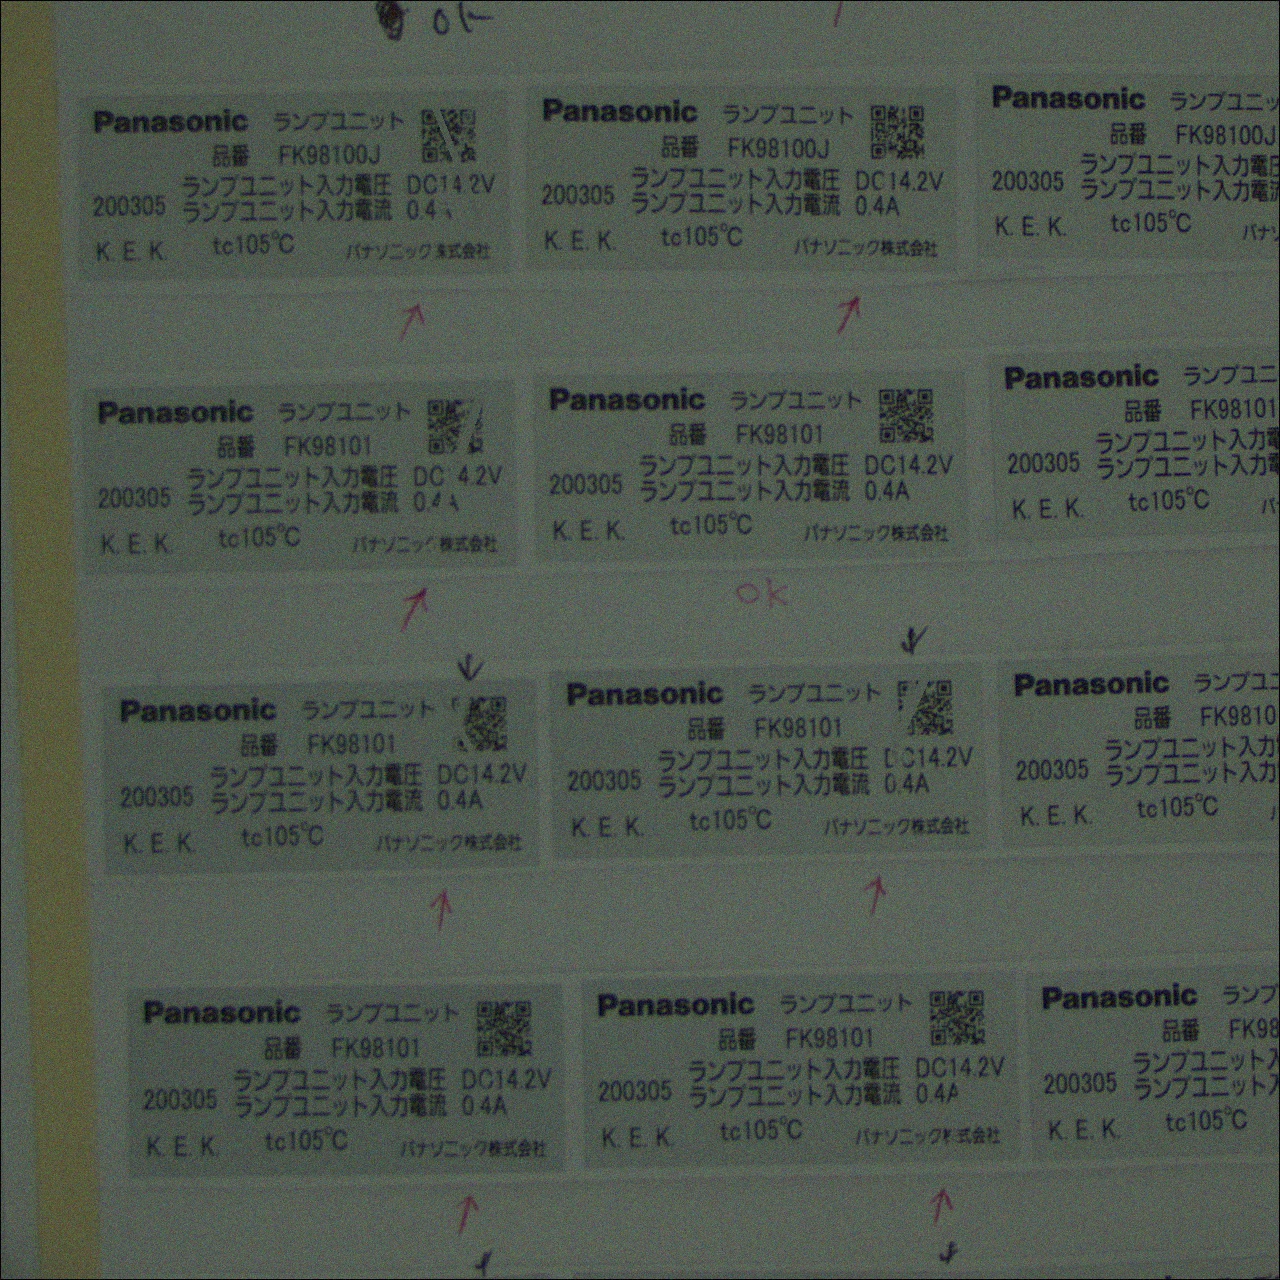 ok
Panasonic ランプユニット
品番 FK98100J
ランプユニット入力電圧 DC14.2V
200305 ランプユニット入力電流 0.4
K. E. K. tc105℃ パナソニック株式会社
Panasonic ランプユニット
品番 FK98100J
ランプユニット入力電圧 DC14.2V
200305 ランプユニット入力電流 0.4A
K. E. K. tc105℃ パナソニック株式会社
Panasonic ランプユニッ
品番 FK98100J
ランプユニット入力電圧
200305 ランプユニット入力電流
K. E. K. tc105℃ パナソ
Panasonic ランプユニット
品番 FK98101
ランプユニット入力電圧 DC 4.2V
200305 ランプユニット入力電流 0.4A
K. E. K. tc105℃ パナソニック株式会社
Panasonic ランプユニット
品番 FK98101
ランプユニット入力電圧 DC14.2V
200305 ランプユニット入力電流 0.4A
K. E. K. tc105℃ パナソニック株式会社
Panasonic ランプユニ
品番 FK98101
ランプユニット入力電
200305 ランプユニット入力電
K. E. K. tc105℃ パ
ok
Panasonic ランプユニット
品番 FK98101
ランプユニット入力電圧 DC14.2V
200305 ランプユニット入力電流 0.4A
K. E. K. tc105℃ パナソニック株式会社
Panasonic ランプユニット
品番 FK98101
ランプユニット入力電圧 DC14.2V
200305 ランプユニット入力電流 0.4A
K. E. K. tc105℃ パナソニック株式会社
Panasonic ランプユ
品番 FK9810
ランプユニット入力
200305 ランプユニット入力
K. E. K. tc105℃
Panasonic ランプユニット
品番 FK98101
ランプユニット入力電圧 DC14.2V
200305 ランプユニット入力電流 0.4A
K. E. K. tc105℃ パナソニック株式会社
Panasonic ランプユニット
品番 FK98101
ランプユニット入力電圧 DC14.2V
200305 ランプユニット入力電流 0.4A
K. E. K. tc105℃ パナソニック株式会社
Panasonic ランプ
品番 FK98
ランプユニット入
200305 ランプユニット入
K. E. K. tc105℃